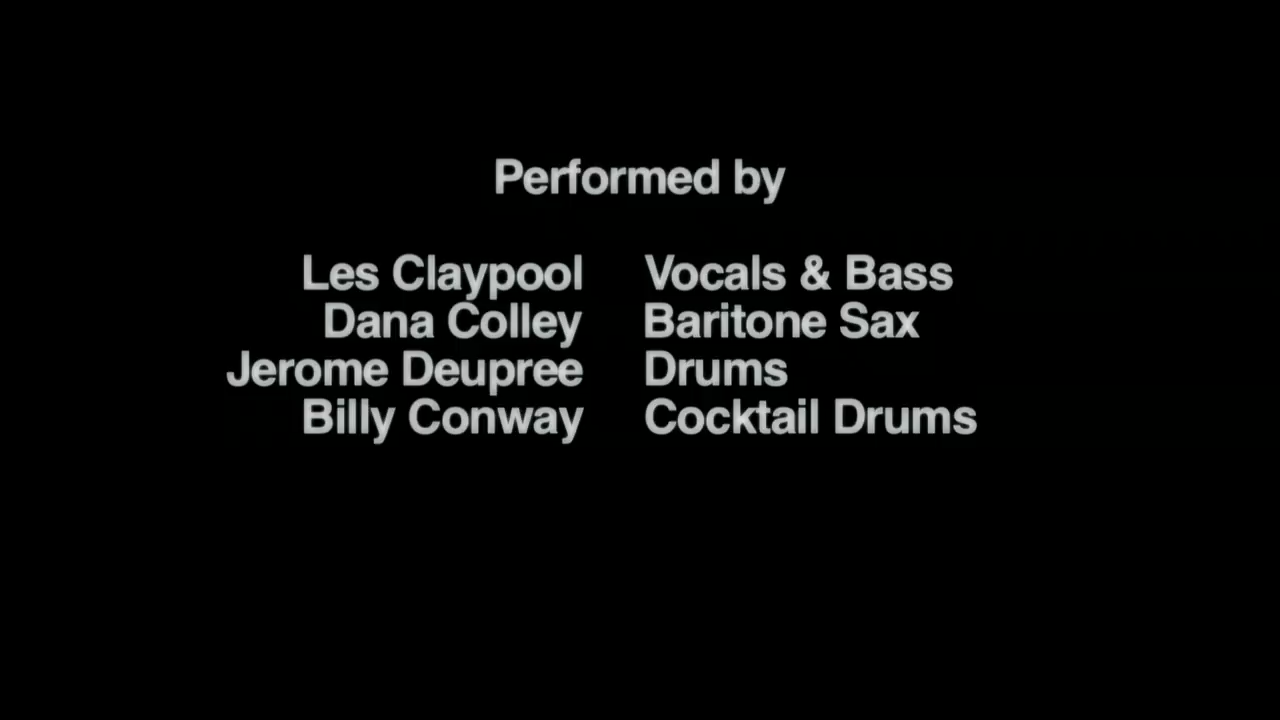 Performed by
Les Claypool Vocals & Bass
Dana Colley Baritone Sax
Jerome Deupree Drums
Billy Conway Cocktail Drums